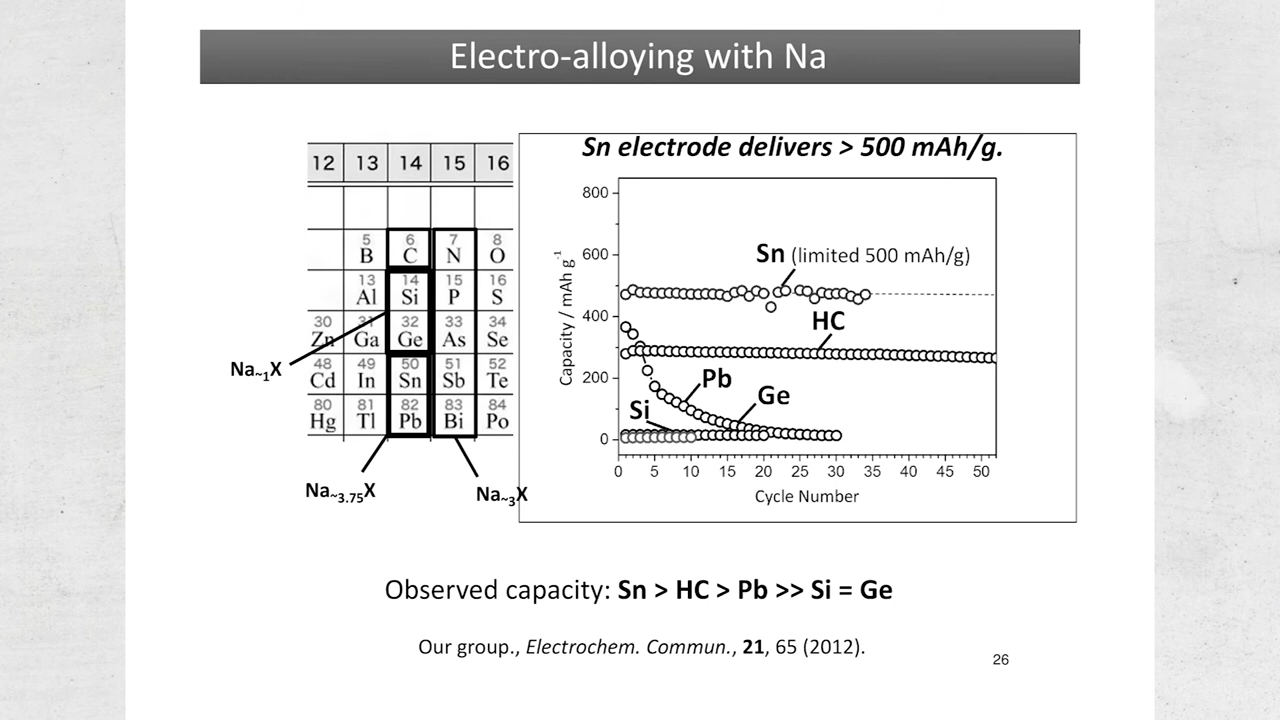 Electro-alloying with Na
12 13 14 15 16
5 6 7 8
B C N O
13 14 15 16
Al Si P S
30 31 32 33 34
Zn Ga Ge As Se
48 49 50 51 52
Cd In Sn Sb Te
80 81 82 83 84
Hg Tl Pb Bi Po
Na~1X
Na~3.75X
Na~3X
Sn electrode delivers > 500 mAh/g.
800
600
400
200
0
Capacity / mAh g-1
Sn (limited 500 mAh/g)
HC
Pb
Ge
Si
0 5 10 15 20 25 30 35 40 45 50
Cycle Number
Observed capacity: Sn > HC > Pb >> Si = Ge
Our group., Electrochem. Commun., 21, 65 (2012).
26